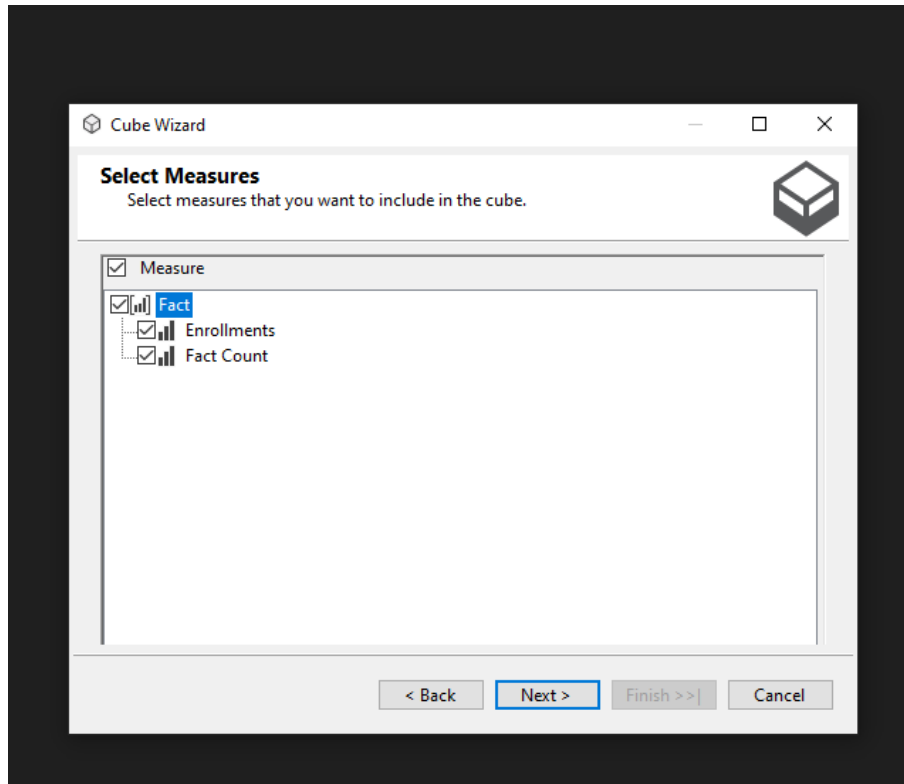 Cube Wizard
Select Measures
Select measures that you want to include in the cube.
Measure
Fact
Enrollments
Fact Count
< Back
Next >
Finish >>|
Cancel